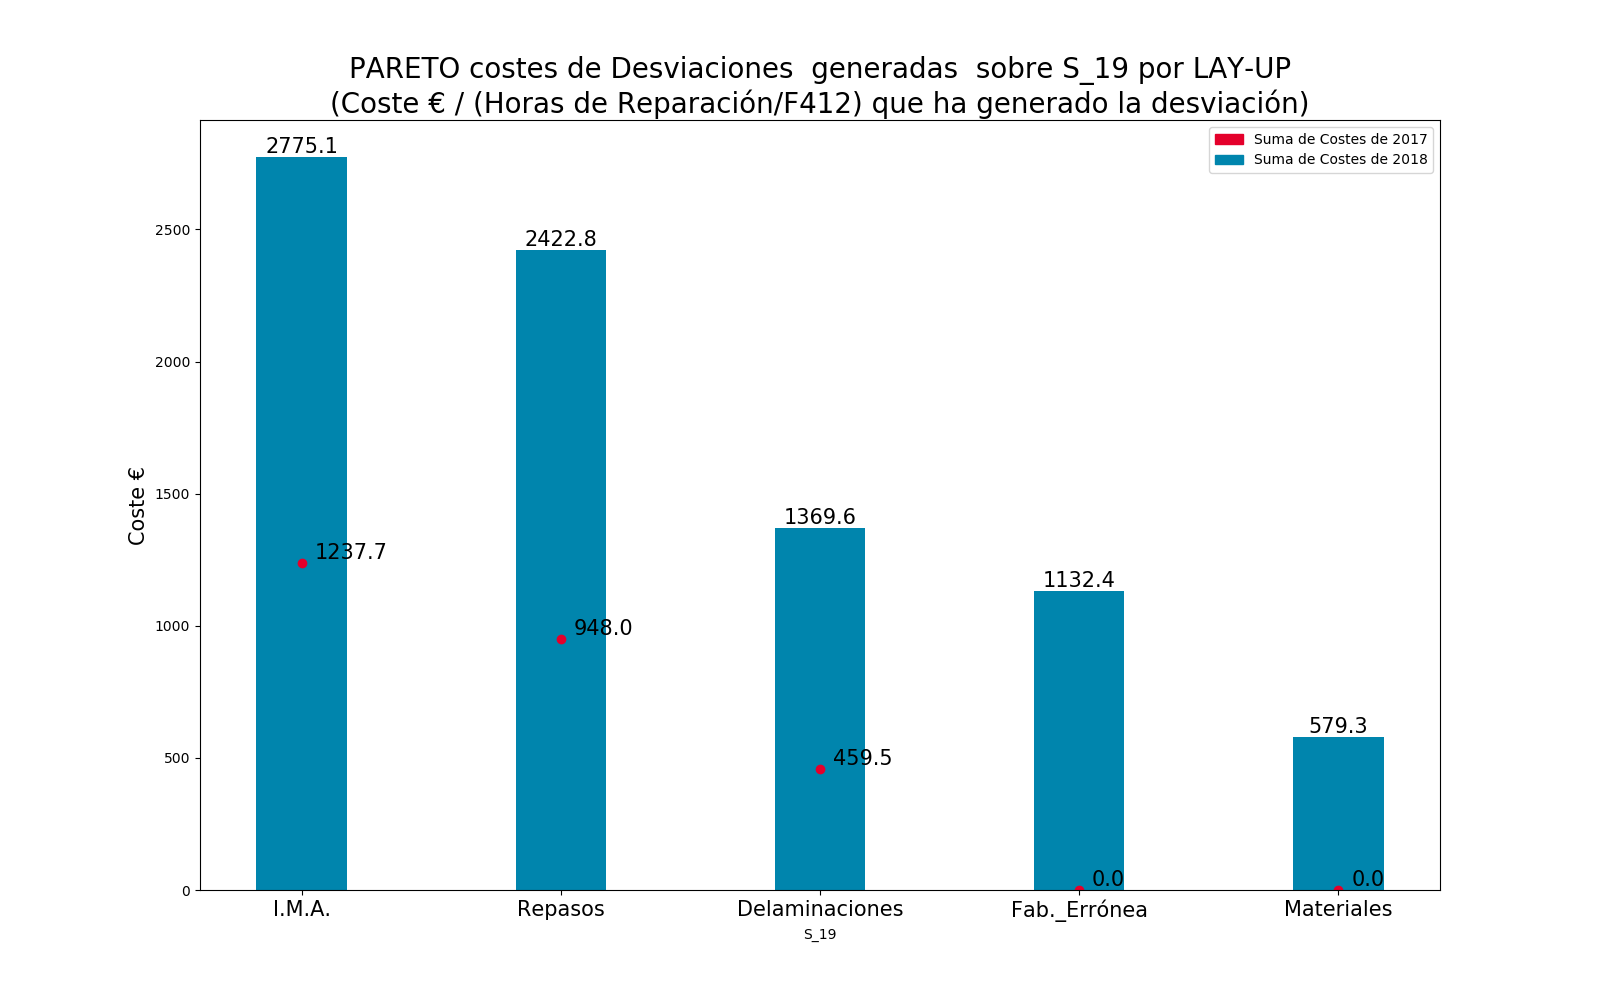 PARETO costes de Desviaciones  generadas  sobre S_19 por LAY-UP
(Coste € / (Horas de Reparación/F412) que ha generado la desviación)
Suma de Costes de 2017
Suma de Costes de 2018
Coste €
2500
2000
1500
1000
500
0
2775.1
1237.7
2422.8
948.0
1369.6
459.5
1132.4
0.0
579.3
0.0
I.M.A.
Repasos
Delaminaciones
Fab._Errónea
Materiales
S_19